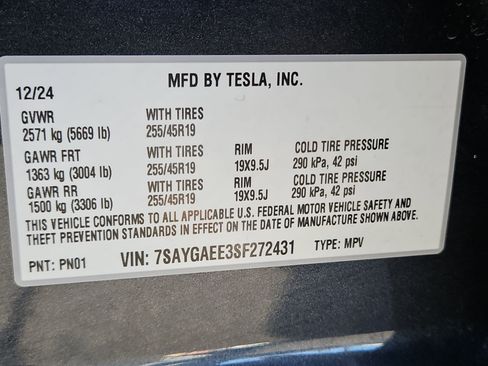 MFD BY TESLA, INC.
12/24
GVWR WITH TIRES
2571 kg (5669 lb) 255/45R19
GAWR FRT WITH TIRES RIM COLD TIRE PRESSURE
1363 kg (3004 lb) 255/45R19 19X9.5J 290 kPa, 42 psi
GAWR RR WITH TIRES RIM COLD TIRE PRESSURE
1500 kg (3306 lb) 255/45R19 19X9.5J 290 kPa, 42 psi
THIS VEHICLE CONFORMS TO ALL APPLICABLE U.S. FEDERAL MOTOR VEHICLE SAFETY AND
THEFT PREVENTION STANDARDS IN EFFECT ON THE DATE OF MANUFACTURE SHOWN ABOVE.
PNT: PN01 VIN: 7SAYGAEE3SF272431 TYPE: MPV